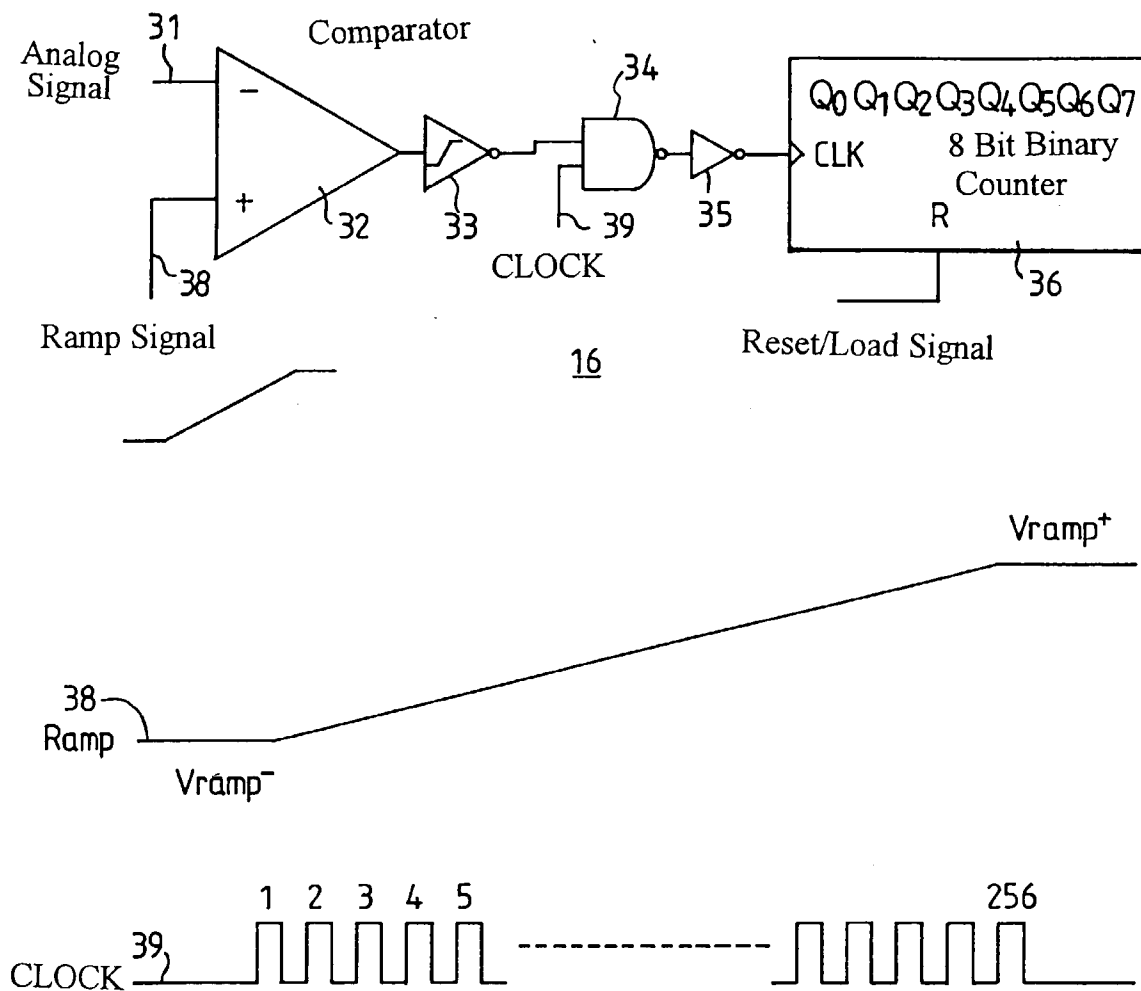 31
Comparator
Analog
Signal
−
34
Q0 Q1 Q2 Q3 Q4 Q5 Q6 Q7
CLK
8 Bit Binary
Counter
+
32
33
39
35
R
38
CLOCK
36
Ramp Signal
Reset/Load Signal
16
Vramp+
38
Ramp
Vramp−
1 2 3 4 5
256
39
CLOCK